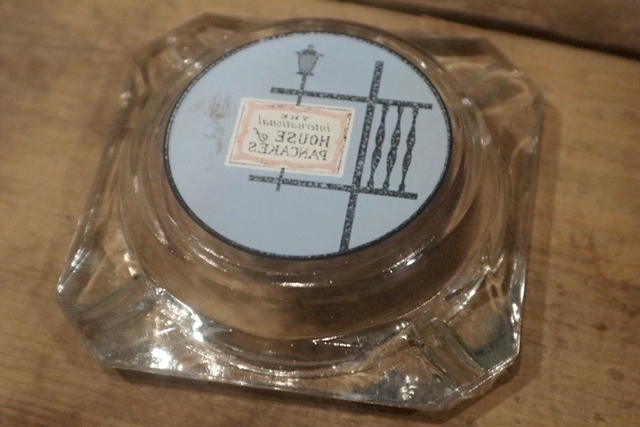 THE
International
HOUSE of
PANCAKES